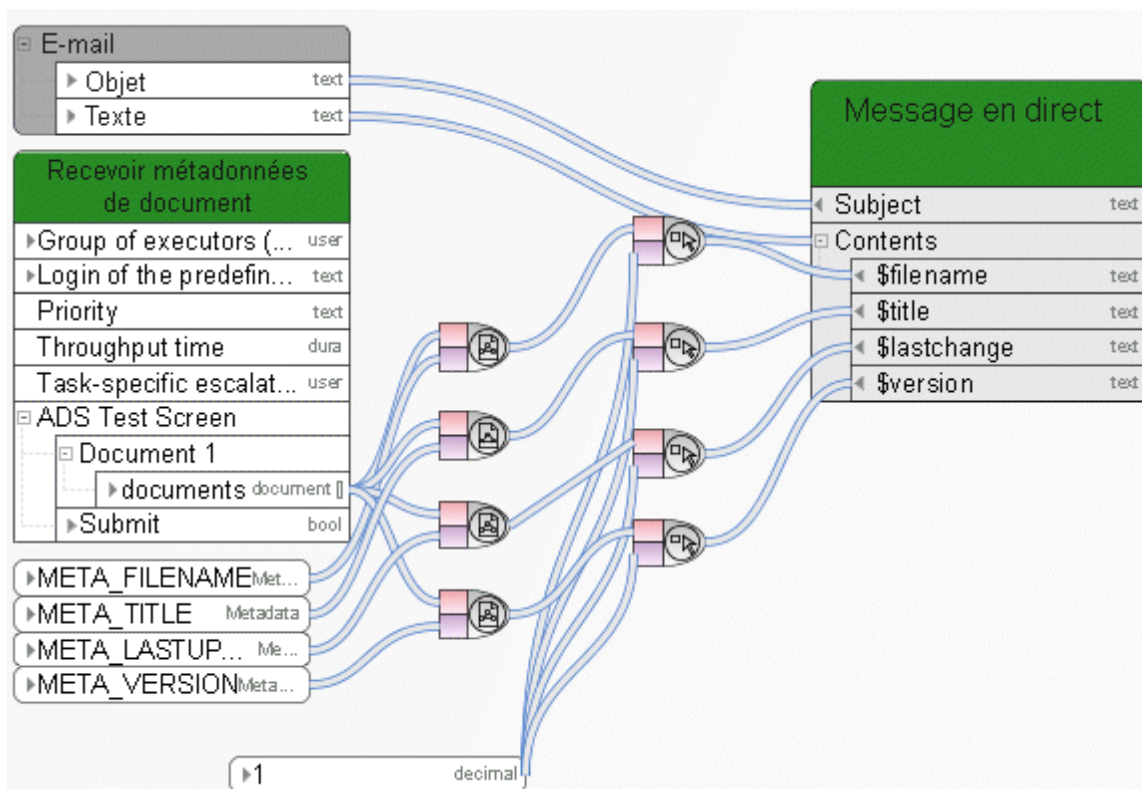 E-mail
Objet text
Texte text
Recevoir métadonnées
de document
Group of executors (... user
Login of the predefin... text
Priority text
Throughput time dura
Task-specific escalat... user
ADS Test Screen
Document 1
documents document []
Submit bool
META_FILENAME Met...
META_TITLE Metadata
META_LASTUP... Me...
META_VERSION Meta...
1 decimal
Message en direct
Subject text
Contents
$filename text
$title text
$lastchange text
$version text